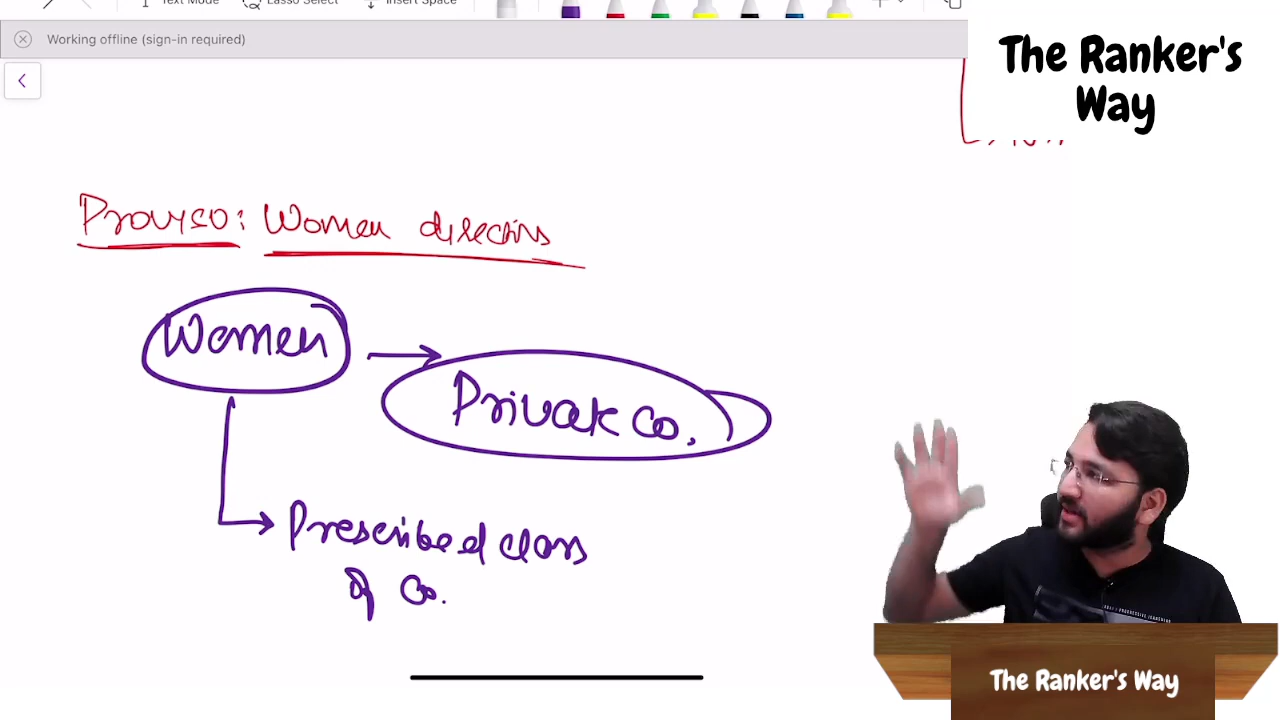 Text Mode
Lasso Select
Insert Space
Working offline (sign-in required)
The Ranker's
Way
Proviso: Women directors
Women
Private Co.
Prescribed class
of Co.
The Ranker's Way